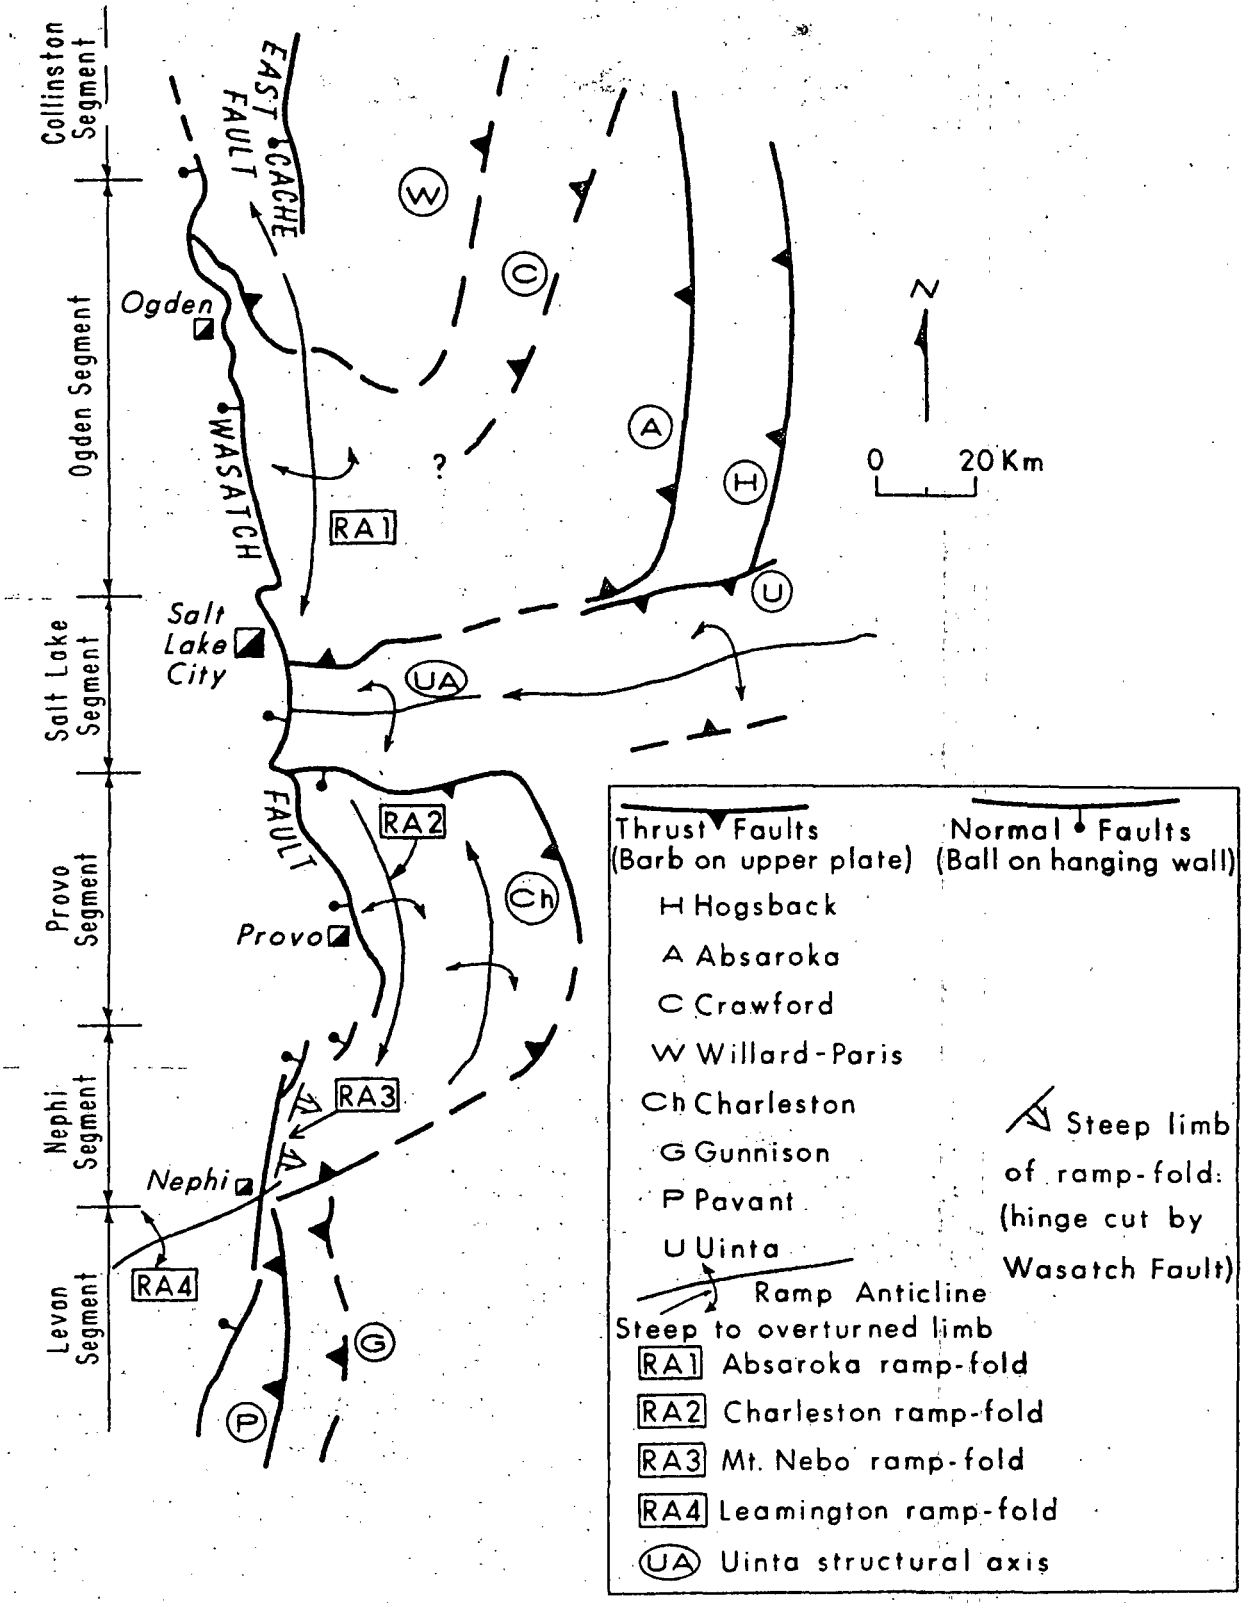 Collinston
Segment
Ogden Segment
Salt Lake
Segment
Provo
Segment
Nephi
Segment
Levan
Segment
EAST CACHE
FAULT
W
C
A
H
U
N
0 20 Km
Ogden
WASATCH
?
RA1
Salt
Lake
City
UA
FAULT
RA2
Ch
Provo
RA3
Nephi
RA4
G
P
Thrust Faults
(Barb on upper plate)
Normal Faults
(Ball on hanging wall)
H Hogsback
A Absaroka
C Crawford
W Willard-Paris
Ch Charleston
G Gunnison
P Pavant
U Uinta
Steep limb
of ramp-fold:
(hinge cut by
Wasatch Fault)
Ramp Anticline
Steep to overturned limb
RA1 Absaroka ramp-fold
RA2 Charleston ramp-fold
RA3 Mt. Nebo ramp-fold
RA4 Leamington ramp-fold
UA Uinta structural axis